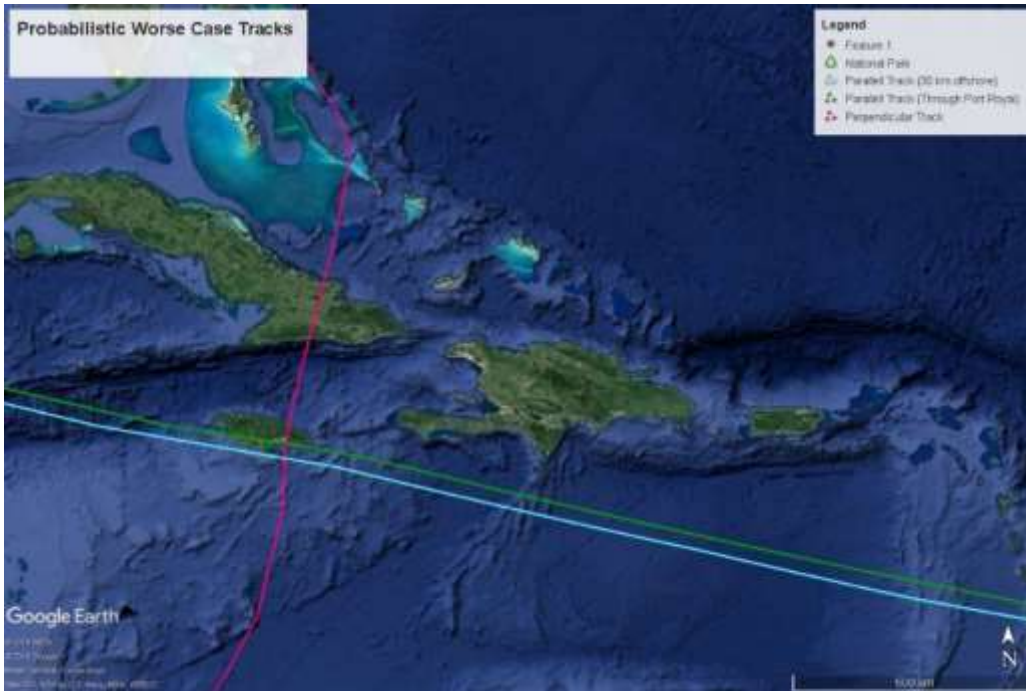 Probabilistic Worse Case Tracks
Legend
Feature 1
National Park
Parallel Track (30 km offshore)
Parallel Track (Through Port Royal)
Perpendicular Track
Google Earth
N